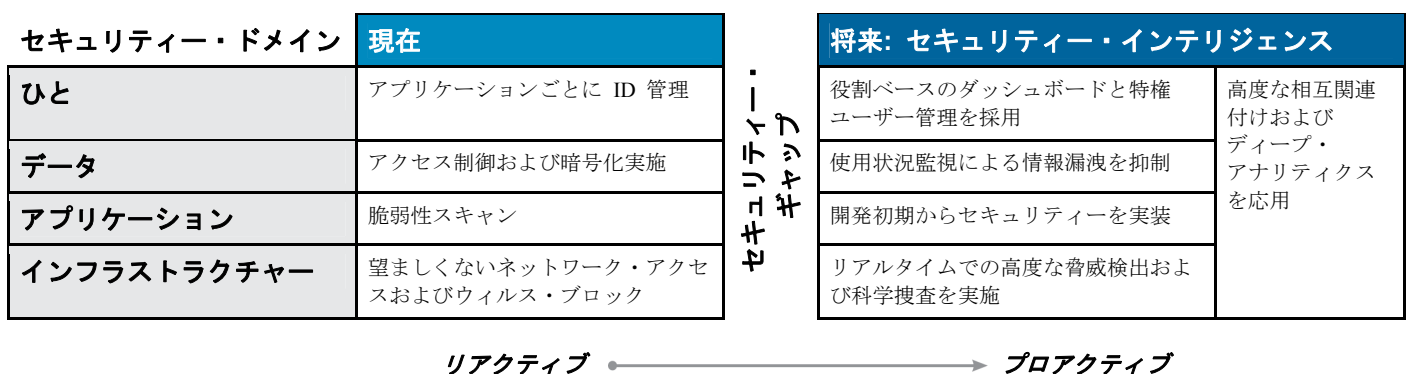 セキュリティー・ドメイン
現在
将来: セキュリティー・インテリジェンス
ひと
アプリケーションごとに ID 管理
役割ベースのダッシュボードと特権
ユーザー管理を採用
高度な相互関連
付けおよび
ディープ・
アナリティクス
を応用
データ
アクセス制御および暗号化実施
使用状況監視による情報漏洩を抑制
アプリケーション
脆弱性スキャン
開発初期からセキュリティーを実装
インフラストラクチャー
望ましくないネットワーク・アクセ
スおよびウィルス・ブロック
リアルタイムでの高度な脅威検出およ
び科学捜査を実施
セキュリティー・
ギャップ
リアクティブ
プロアクティブ